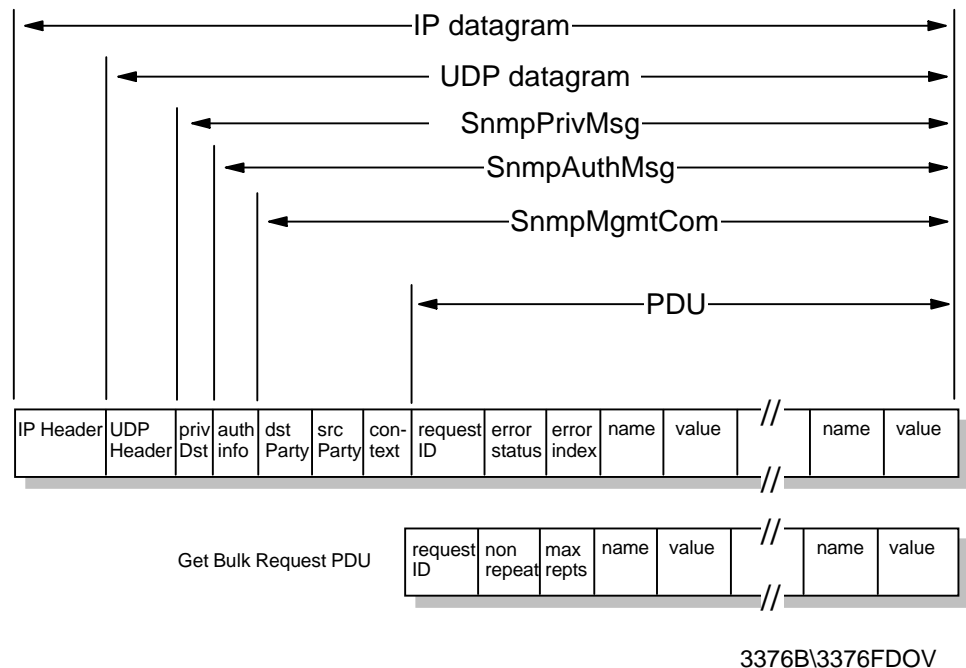 IP datagram
UDP datagram
SnmpPrivMsg
SnmpAuthMsg
SnmpMgmtCom
PDU
IP Header
UDP
Header
priv
Dst
auth
info
dst
Party
src
Party
con-
text
request
ID
error
status
error
index
name
value
name
value
Get Bulk Request PDU
request
ID
non
repeat
max
repts
name
value
name
value
3376B\3376FDOV